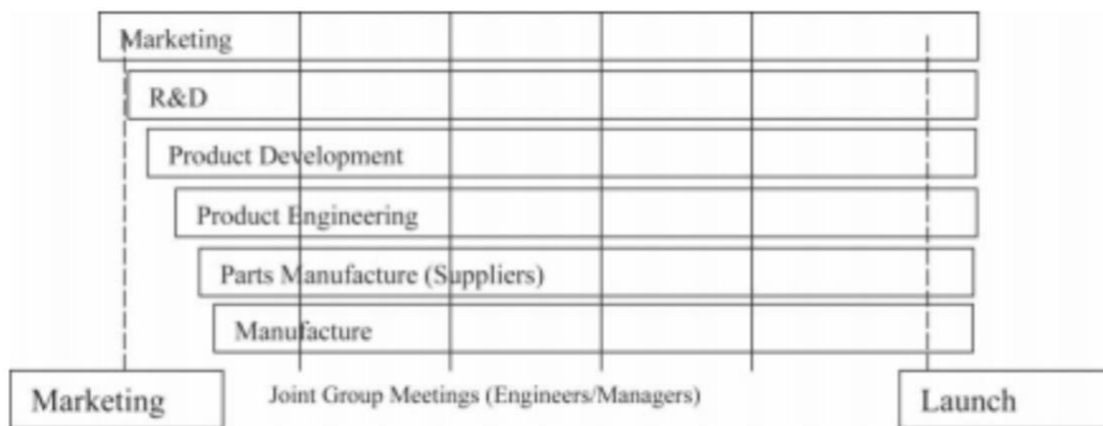 Marketing
R&D
Product Development
Product Engineering
Parts Manufacture (Suppliers)
Manufacture
Marketing
Joint Group Meetings (Engineers/Managers)
Launch